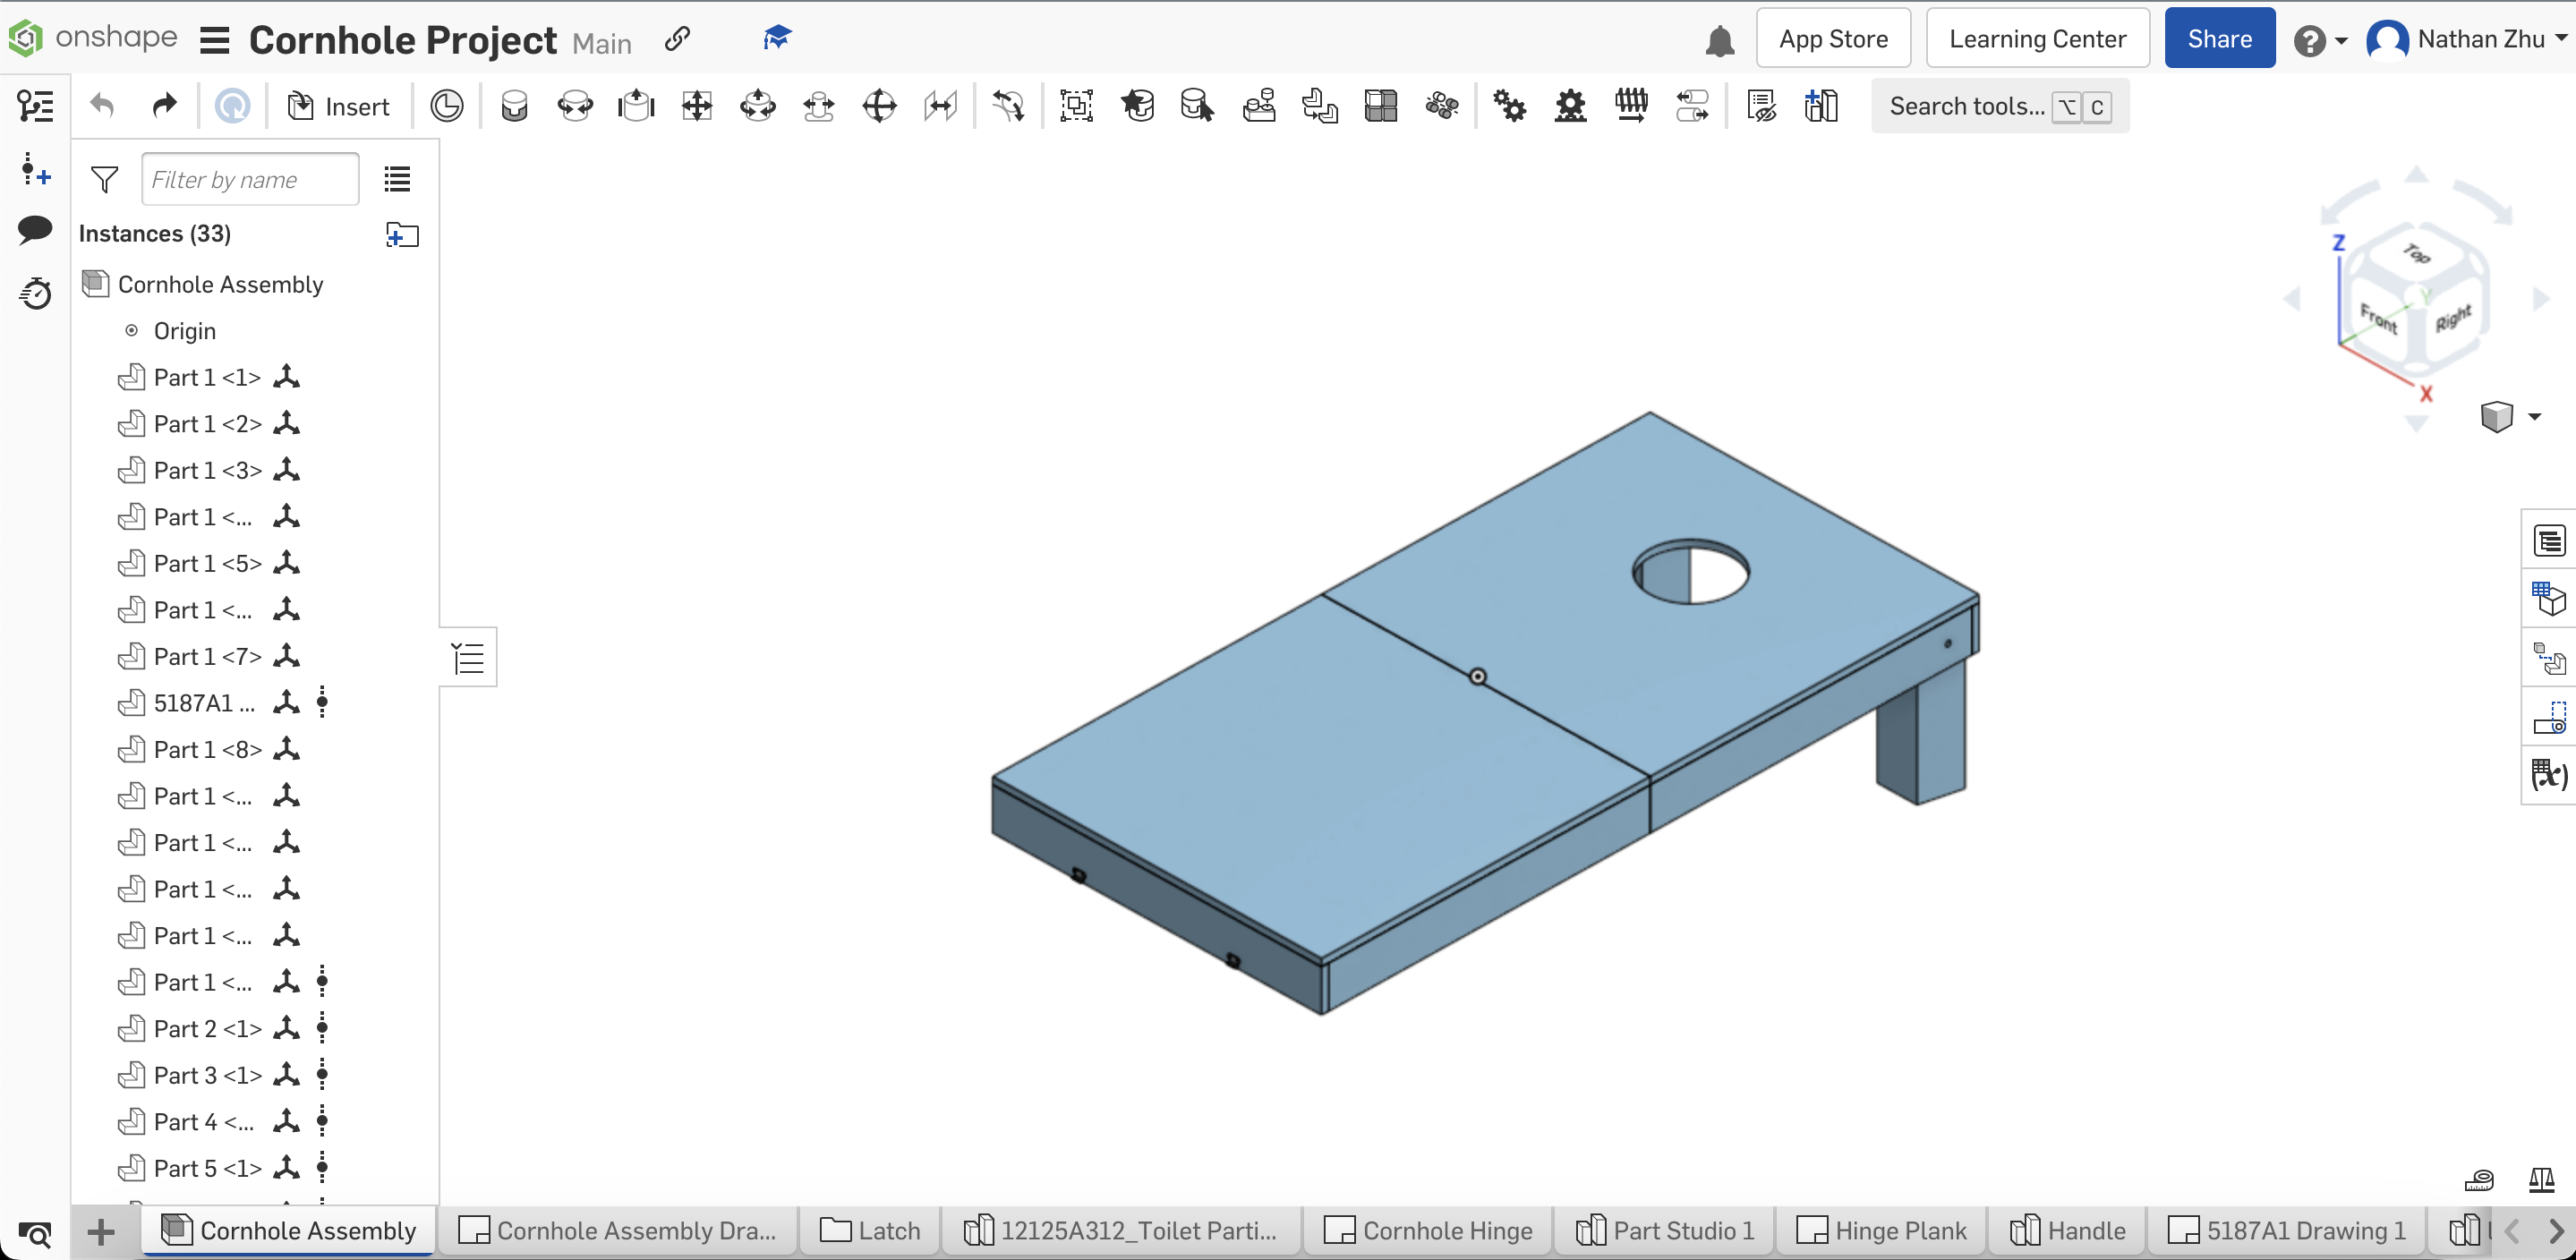 onshape Cornhole Project Main App Store Learning Center Share ? Nathan Zhu
Insert Search tools... ⌥ C
Filter by name
Instances (33)
Cornhole Assembly
Origin
Part 1 <1>
Part 1 <2>
Part 1 <3>
Part 1 <...
Part 1 <5>
Part 1 <...
Part 1 <7>
5187A1 ...
Part 1 <8>
Part 1 <...
Part 1 <...
Part 1 <...
Part 1 <...
Part 1 <...
Part 2 <1>
Part 3 <1>
Part 4 <...
Part 5 <1>
Z
Top
Y
Front Right
X
(x)
Cornhole Assembly Cornhole Assembly Dra... Latch 12125A312_Toilet Parti... Cornhole Hinge Part Studio 1 Hinge Plank Handle 5187A1 Drawing 1